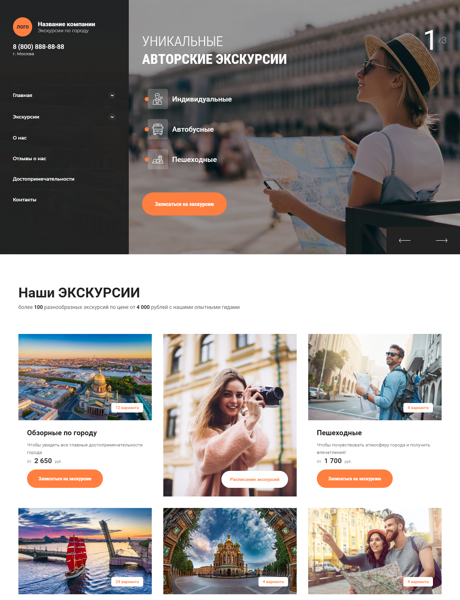 лого
Название компании
Экскурсии по городу
8 (800) 888-88-88
г. Москва
Главная
Экскурсии
О нас
Отзывы о нас
Достопримечательности
Контакты
УНИКАЛЬНЫЕ
АВТОРСКИЕ ЭКСКУРСИИ
1/3
Индивидуальные
Автобусные
Пешеходные
Записаться на экскурсию
Наши ЭКСКУРСИИ
более 100 разнообразных экскурсий по цене от 4 000 рублей с нашими опытными гидами
12 варианта
Обзорные по городу
Чтобы увидеть все главные достопримечательности
города
от 2 650 руб.
Записаться на экскурсию
Расписание экскурсий
4 варианта
Пешеходные
Чтобы почувствовать атмосферу города и получить
впечатления!
от 1 700 руб.
Записаться на экскурсию
24 варианта
4 варианта
4 варианта